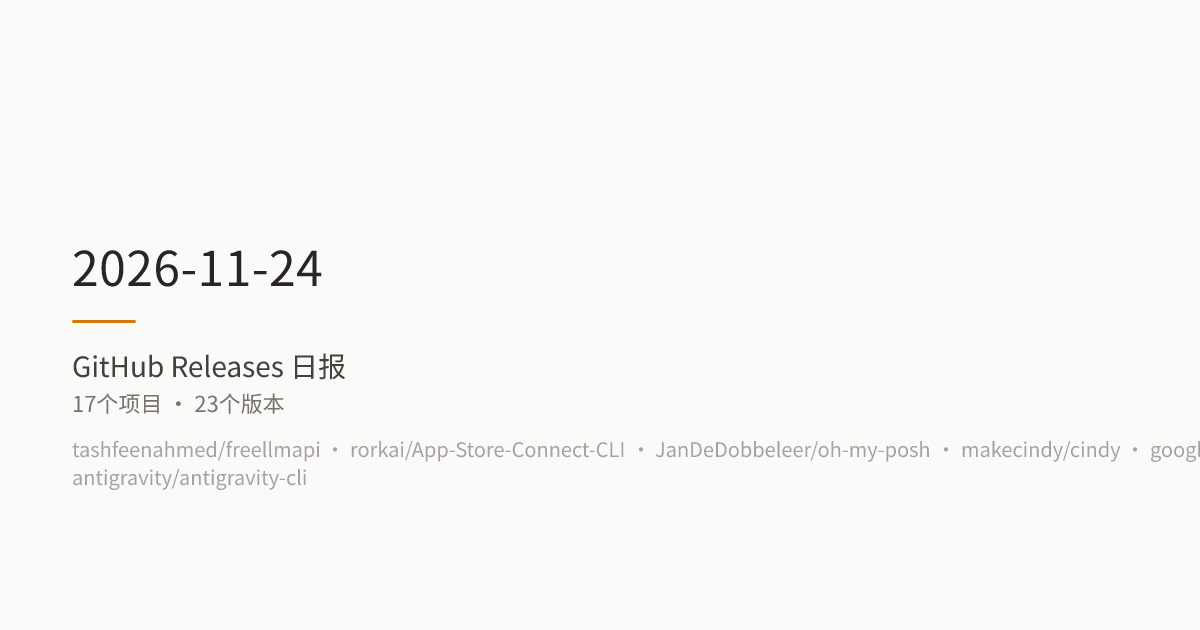 2026-11-24
GitHub Releases 日报
17个项目 • 23个版本
tashfeenahmed/freellmapi • rorkai/App-Store-Connect-CLI • JanDeDobbeleer/oh-my-posh • makecindy/cindy •
antigravity/antigravity-cli